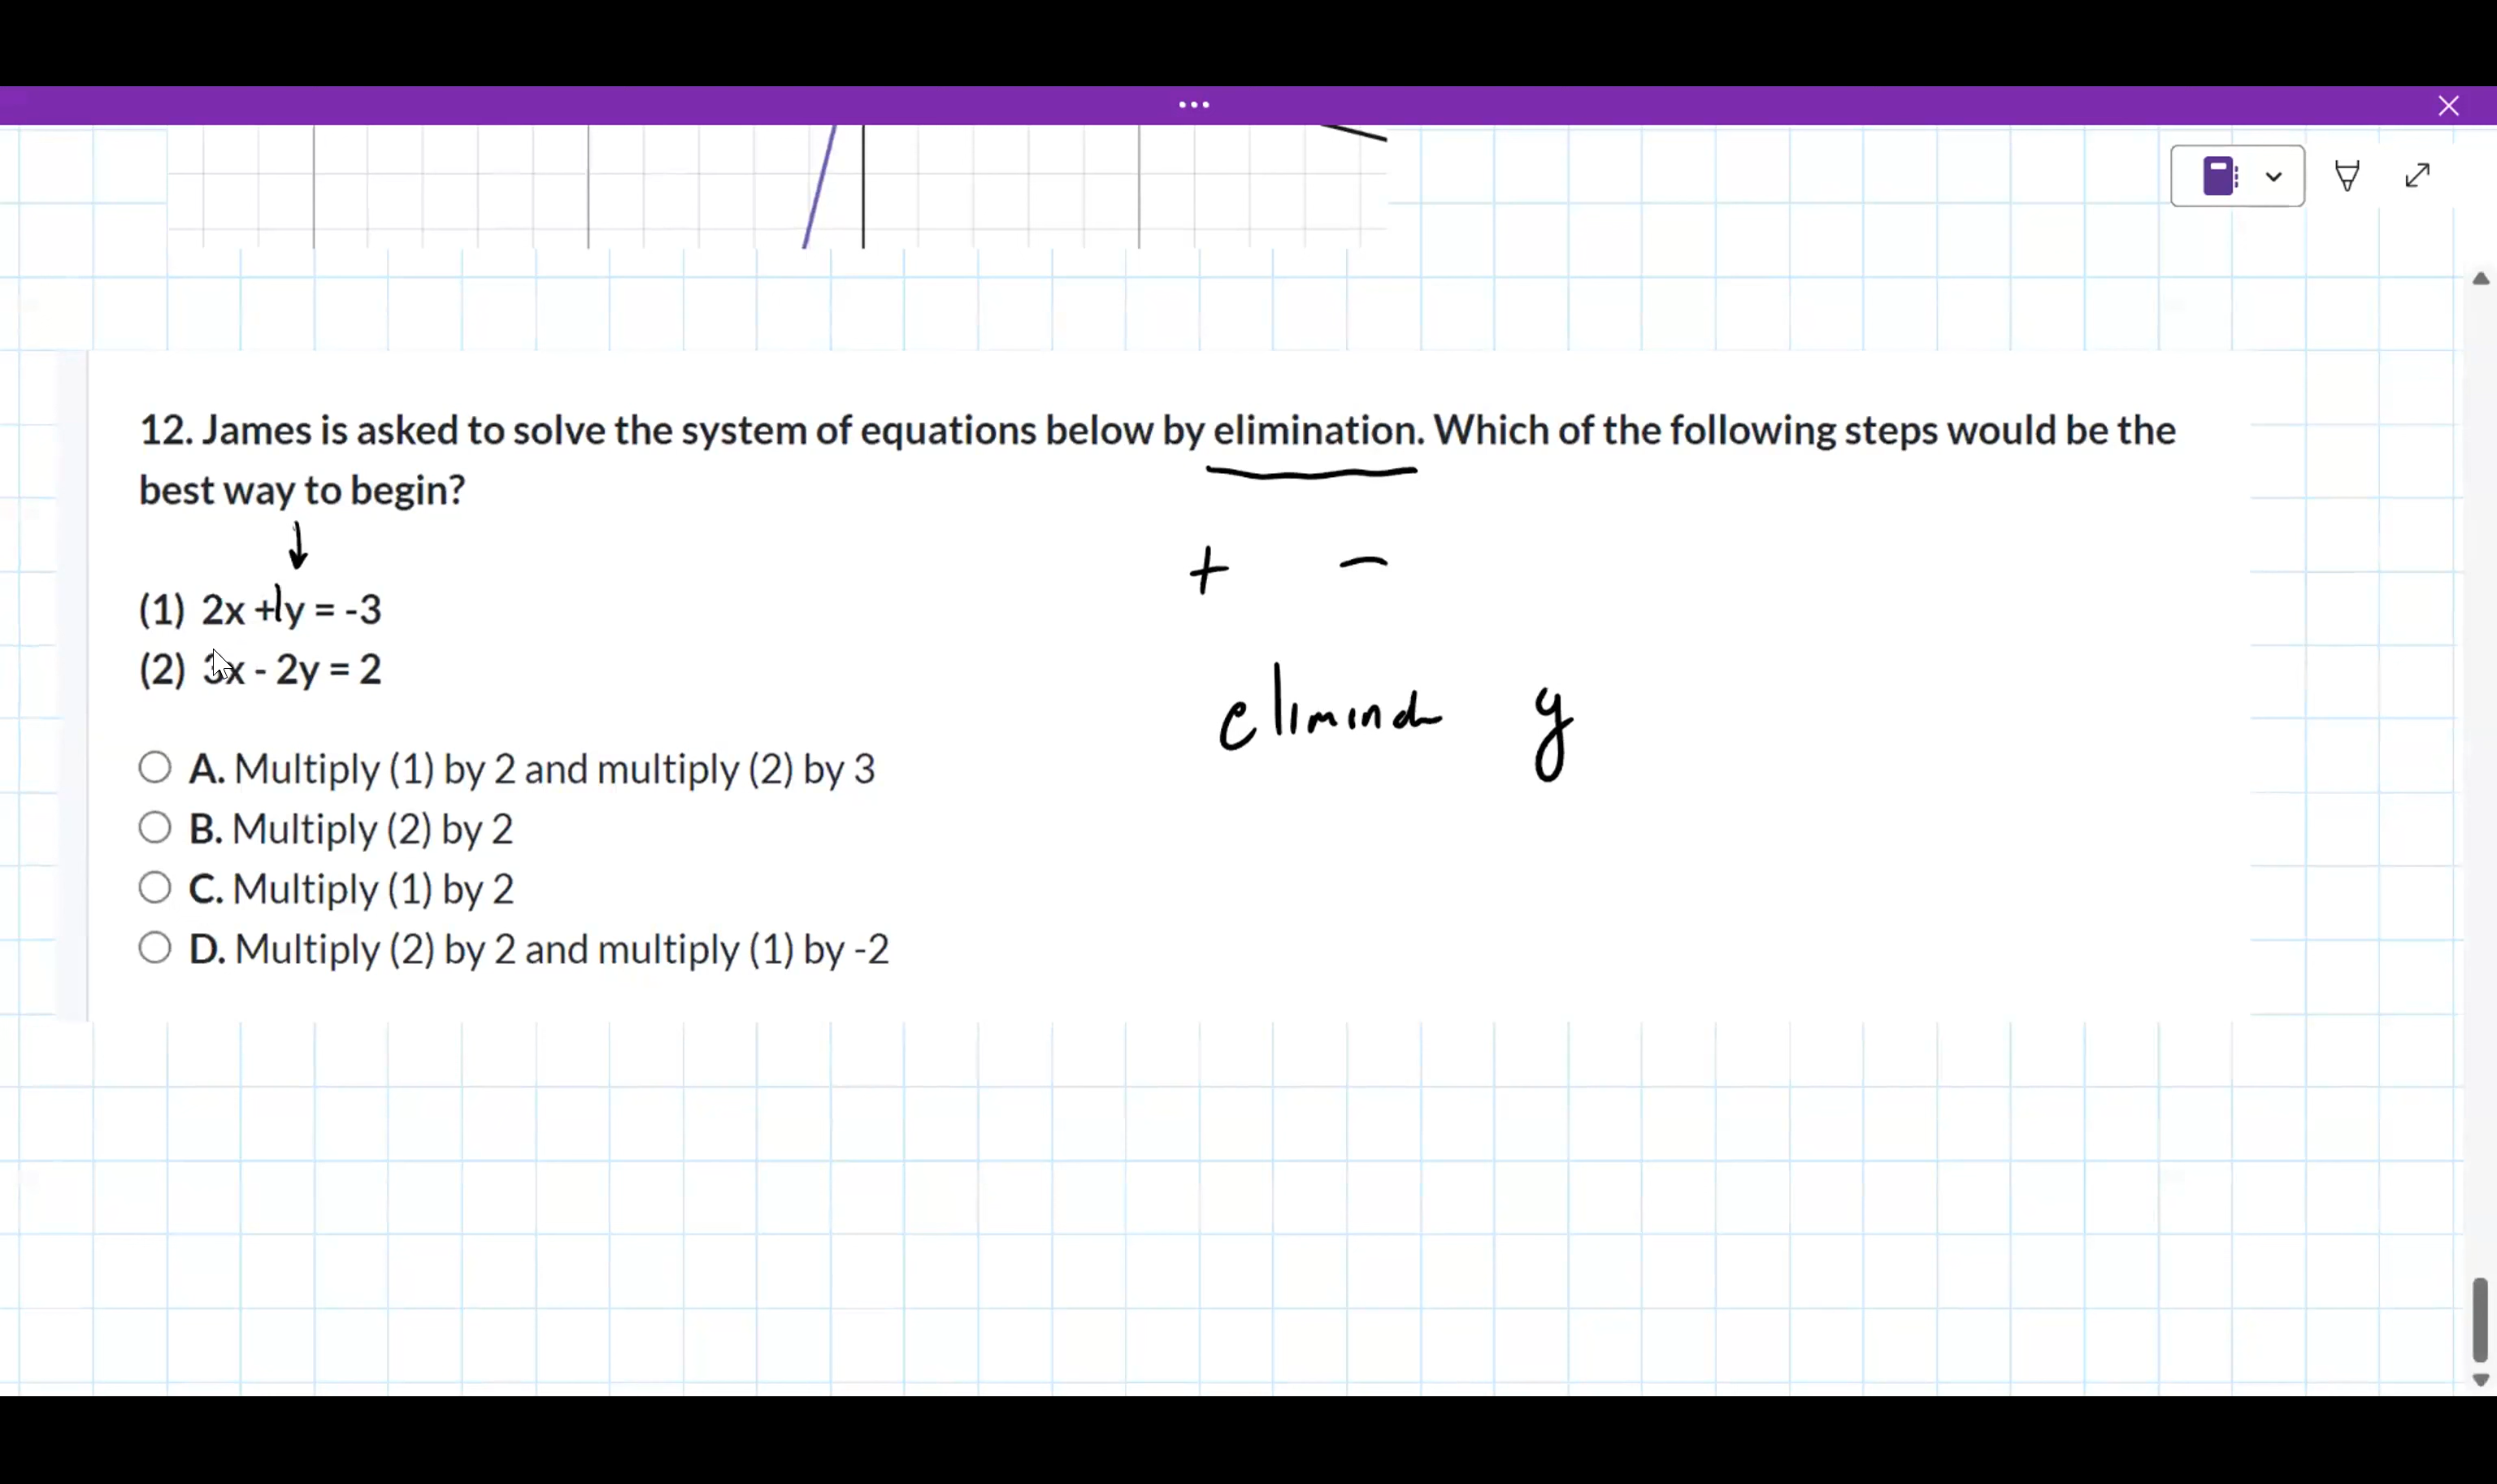 12. James is asked to solve the system of equations below by elimination. Which of the following steps would be the
best way to begin?
+ -
(1) 2x +1y = -3
(2) 3x - 2y = 2
y
A. Multiply (1) by 2 and multiply (2) by 3
B. Multiply (2) by 2
C. Multiply (1) by 2
D. Multiply (2) by 2 and multiply (1) by -2